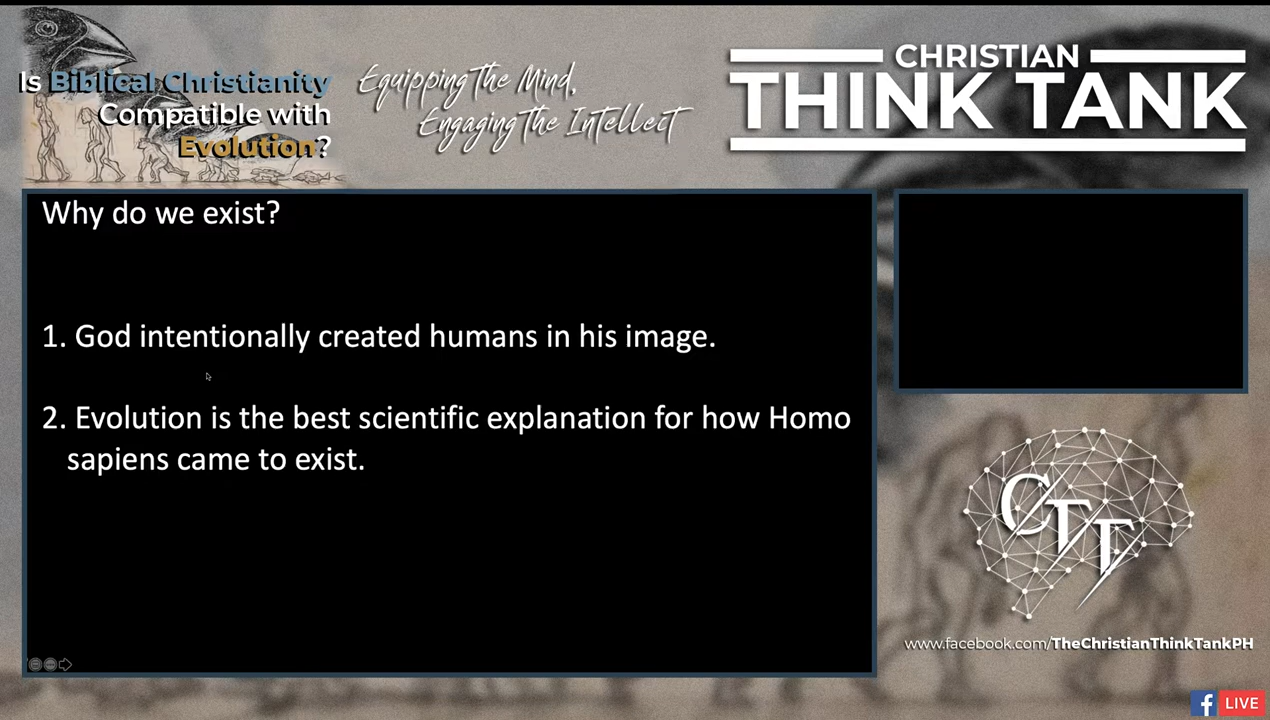 Is Biblical Christianity
Compatible with
Evolution?
Equipping The Mind,
Engaging The Intellect
CHRISTIAN
THINK TANK
Why do we exist?
1. God intentionally created humans in his image.
2. Evolution is the best scientific explanation for how Homo
sapiens came to exist.
CTT
www.facebook.com/TheChristianThinkTankPH
f LIVE